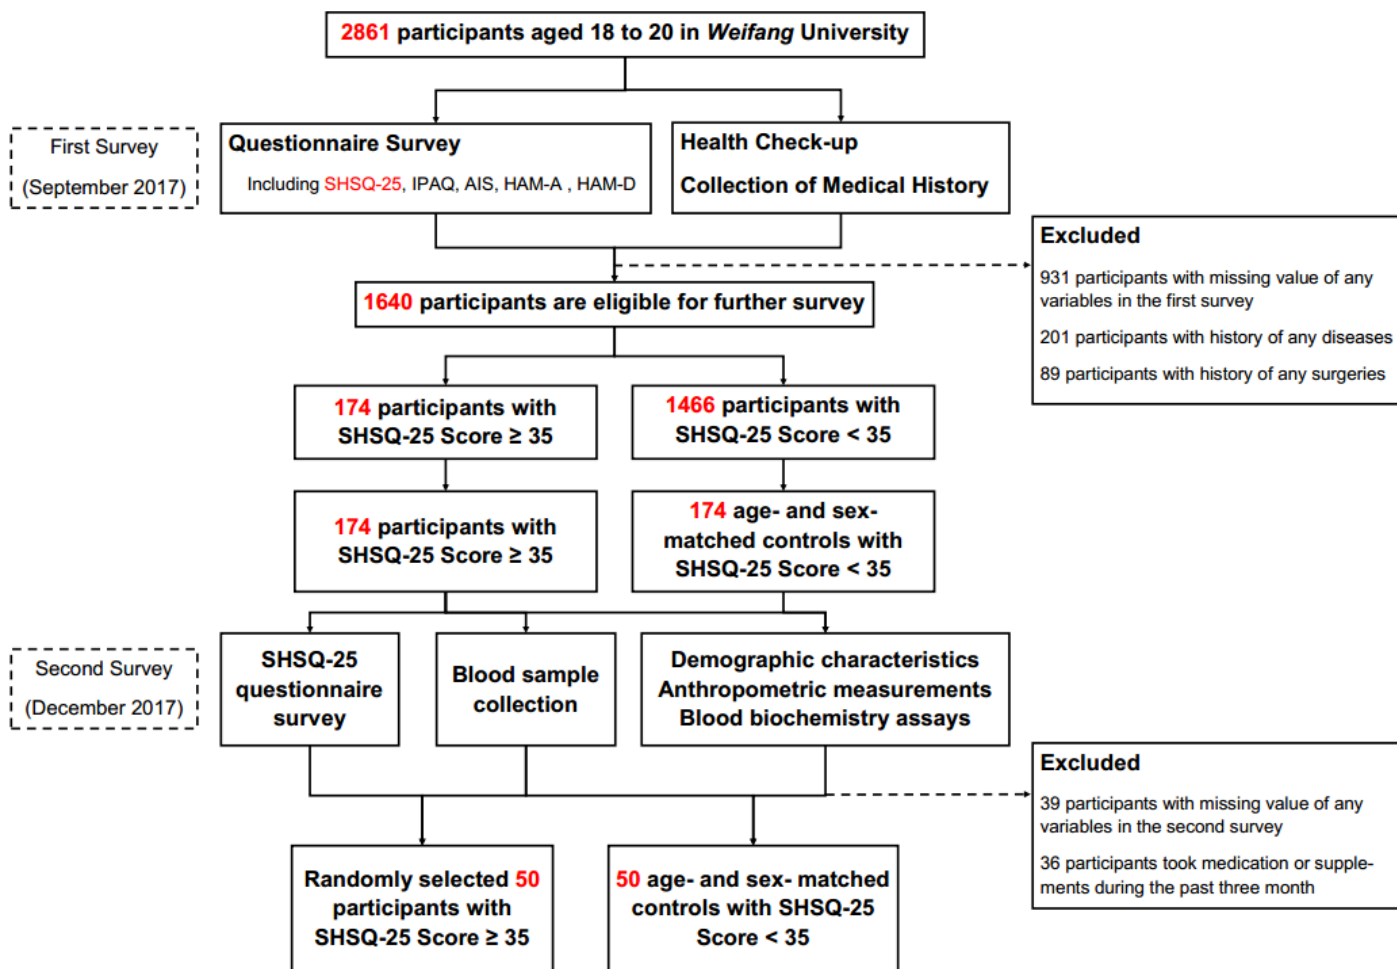 2861 participants aged 18 to 20 in Weifang University
First Survey
(September 2017)
Questionnaire Survey
Including SHSQ-25, IPAQ, AIS, HAM-A , HAM-D
Health Check-up
Collection of Medical History
Excluded
931 participants with missing value of any
variables in the first survey
201 participants with history of any diseases
89 participants with history of any surgeries
1640 participants are eligible for further survey
174 participants with
SHSQ-25 Score ≥ 35
1466 participants with
SHSQ-25 Score < 35
174 participants with
SHSQ-25 Score ≥ 35
174 age- and sex-
matched controls with
SHSQ-25 Score < 35
Second Survey
(December 2017)
SHSQ-25
questionnaire
survey
Blood sample
collection
Demographic characteristics
Anthropometric measurements
Blood biochemistry assays
Excluded
39 participants with missing value of any
variables in the second survey
36 participants took medication or supple-
ments during the past three month
Randomly selected 50
participants with
SHSQ-25 Score ≥ 35
50 age- and sex- matched
controls with SHSQ-25
Score < 35